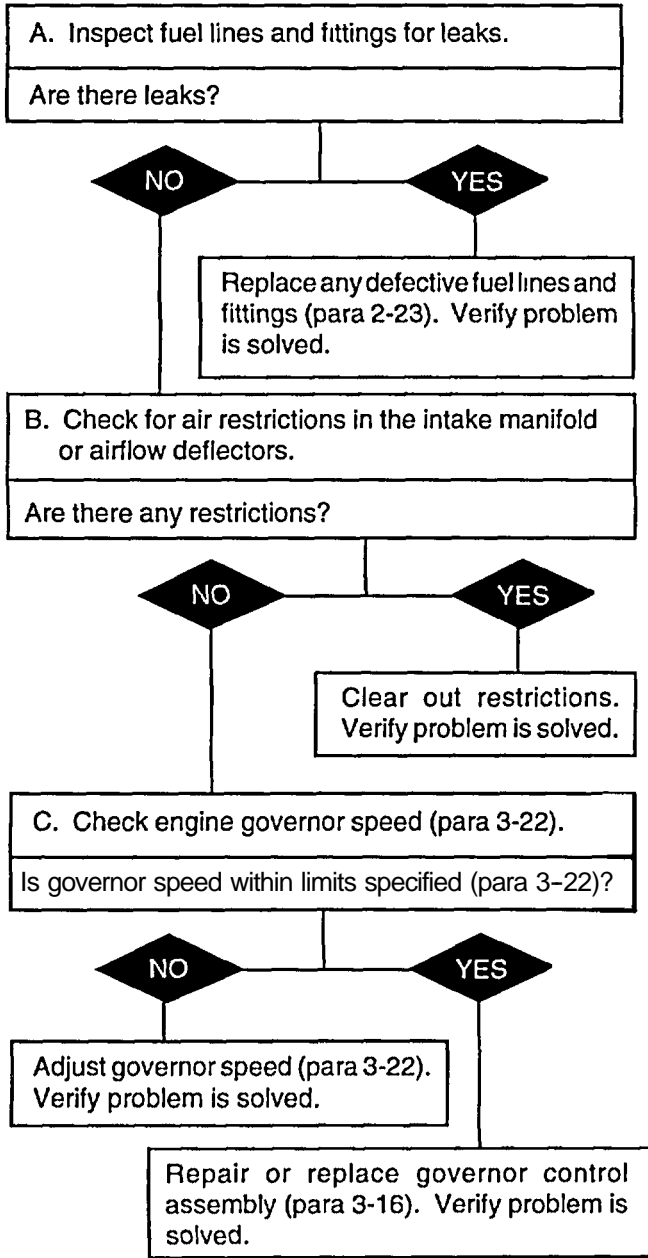 A. Inspect fuel lines and fittings for leaks.
Are there leaks?
NO
YES
Replace any defective fuel lines and
fittings (para 2-23). Verify problem
is solved.
B. Check for air restrictions in the intake manifold
or airflow deflectors.
Are there any restrictions?
NO
YES
Clear out restrictions.
Verify problem is solved.
C. Check engine governor speed (para 3-22).
Is governor speed within limits specified (para 3-22)?
NO
YES
Adjust governor speed (para 3-22).
Verify problem is solved.
Repair or replace governor control
assembly (para 3-16). Verify problem is
solved.